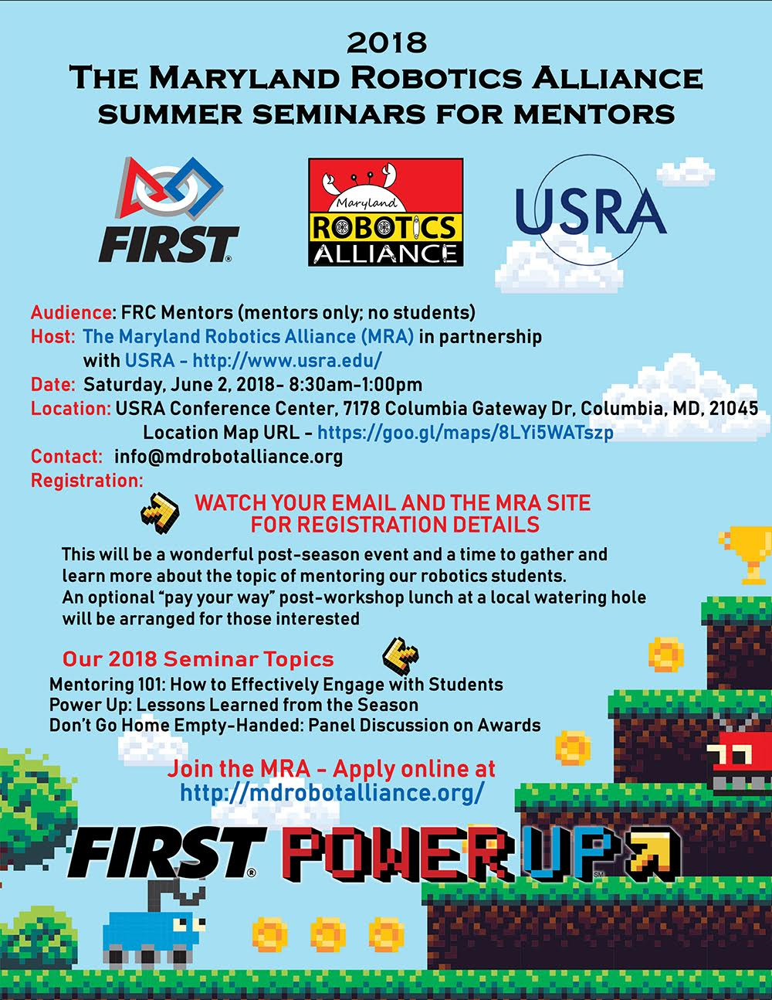 2018
THE MARYLAND ROBOTICS ALLIANCE
SUMMER SEMINARS FOR MENTORS
FIRST®
Maryland
ROBOTICS
ALLIANCE
USRA
Audience: FRC Mentors (mentors only; no students)
Host: The Maryland Robotics Alliance (MRA) in partnership
with USRA - http://www.usra.edu/
Date: Saturday, June 2, 2018- 8:30am-1:00pm
Location: USRA Conference Center, 7178 Columbia Gateway Dr, Columbia, MD, 21045
Location Map URL - https://goo.gl/maps/8LYi5WATszp
Contact: info@mdrobotalliance.org
Registration:
WATCH YOUR EMAIL AND THE MRA SITE
FOR REGISTRATION DETAILS
This will be a wonderful post-season event and a time to gather and
learn more about the topic of mentoring our robotics students.
An optional “pay your way” post-workshop lunch at a local watering hole
will be arranged for those interested
Our 2018 Seminar Topics
Mentoring 101: How to Effectively Engage with Students
Power Up: Lessons Learned from the Season
Don’t Go Home Empty-Handed: Panel Discussion on Awards
Join the MRA - Apply online at
http://mdrobotalliance.org/
FIRST® POWER UP℠